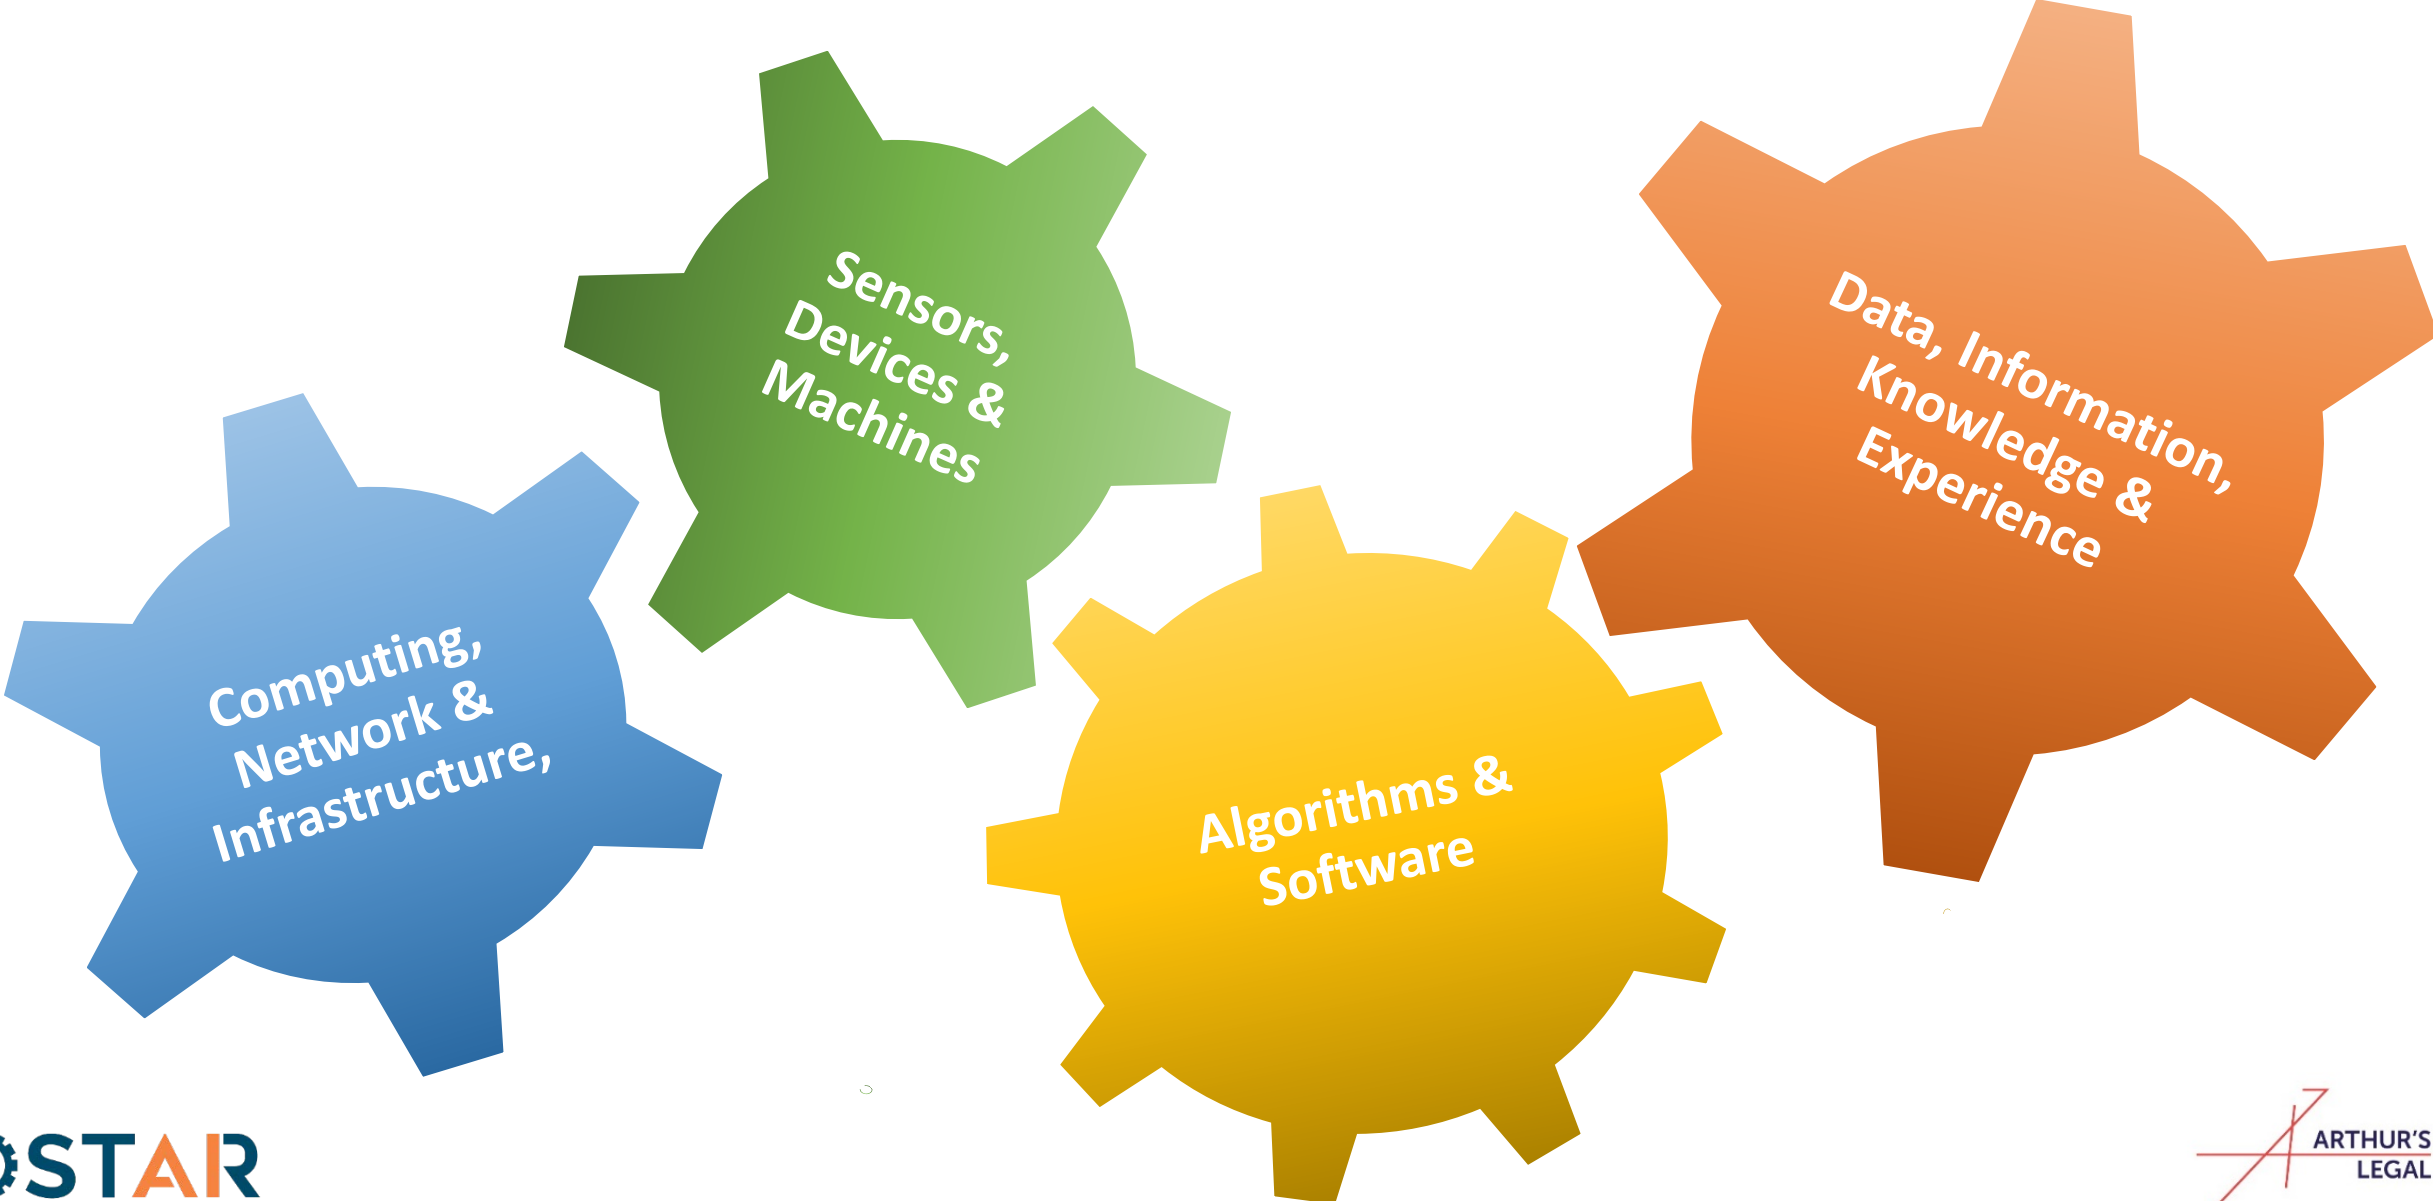 Sensors,
Devices &
Machines
Data, Information,
Knowledge &
Experience
Computing,
Network &
Infrastructure,
Algorithms &
Software
STAR
ARTHUR'S
LEGAL